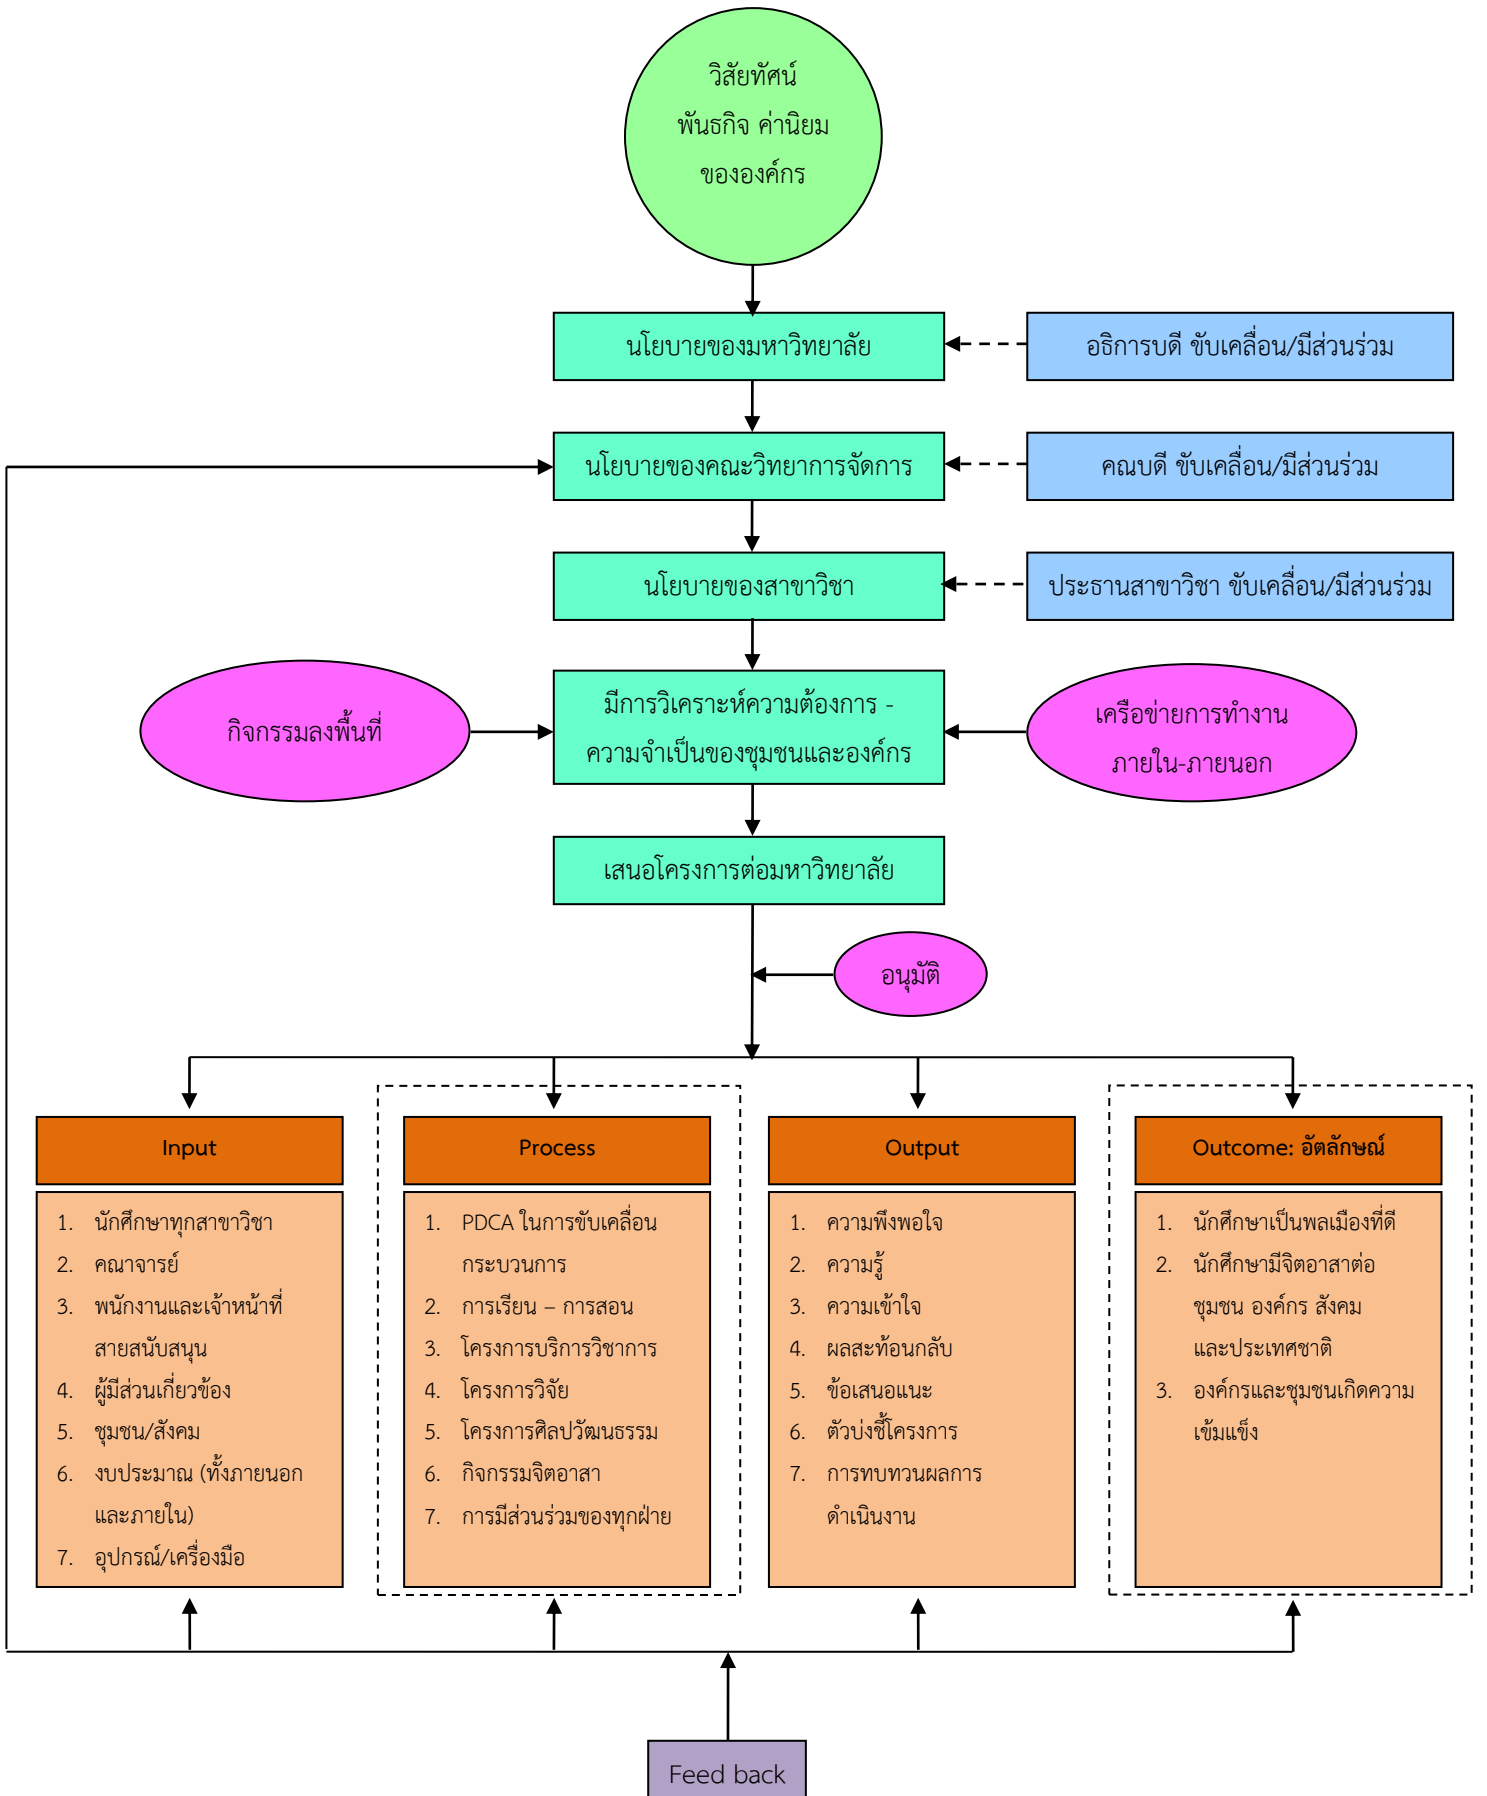 วิสัยทัศน์
พันธกิจ ค่านิยม
ขององค์กร
นโยบายของมหาวิทยาลัย
อธิการบดี ขับเคลื่อน/มีส่วนร่วม
นโยบายของคณะวิทยาการจัดการ
คณบดี ขับเคลื่อน/มีส่วนร่วม
นโยบายของสาขาวิชา
ประธานสาขาวิชา ขับเคลื่อน/มีส่วนร่วม
กิจกรรมลงพื้นที่
มีการวิเคราะห์ความต้องการ -
ความจำเป็นของชุมชนและองค์กร
เครือข่ายการทำงาน
ภายใน-ภายนอก
เสนอโครงการต่อมหาวิทยาลัย
อนุมัติ
Input
1. นักศึกษาทุกสาขาวิชา
2. คณาจารย์
3. พนักงานและเจ้าหน้าที่
สายสนับสนุน
4. ผู้มีส่วนเกี่ยวข้อง
5. ชุมชน/สังคม
6. งบประมาณ (ทั้งภายนอก
และภายใน)
7. อุปกรณ์/เครื่องมือ
Process
1. PDCA ในการขับเคลื่อน
กระบวนการ
2. การเรียน – การสอน
3. โครงการบริการวิชาการ
4. โครงการวิจัย
5. โครงการศิลปวัฒนธรรม
6. กิจกรรมจิตอาสา
7. การมีส่วนร่วมของทุกฝ่าย
Output
1. ความพึงพอใจ
2. ความรู้
3. ความเข้าใจ
4. ผลสะท้อนกลับ
5. ข้อเสนอแนะ
6. ตัวบ่งชี้โครงการ
7. การทบทวนผลการ
ดำเนินงาน
Outcome: อัตลักษณ์
1. นักศึกษาเป็นพลเมืองที่ดี
2. นักศึกษามีจิตอาสาต่อ
ชุมชน องค์กร สังคม
และประเทศชาติ
3. องค์กรและชุมชนเกิดความ
เข้มแข็ง
Feed back